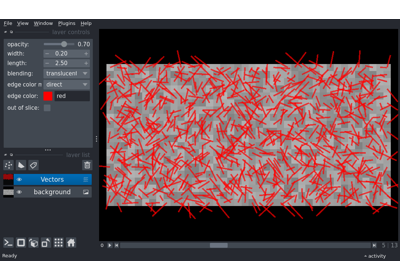 File View Window Plugins Help
layer controls
opacity: 0.70
width: 0.20
length: 2.50
blending: translucent
edge color m direct
edge color: red
out of slice:
layer list
Vectors
background
0 5 13
Ready activity